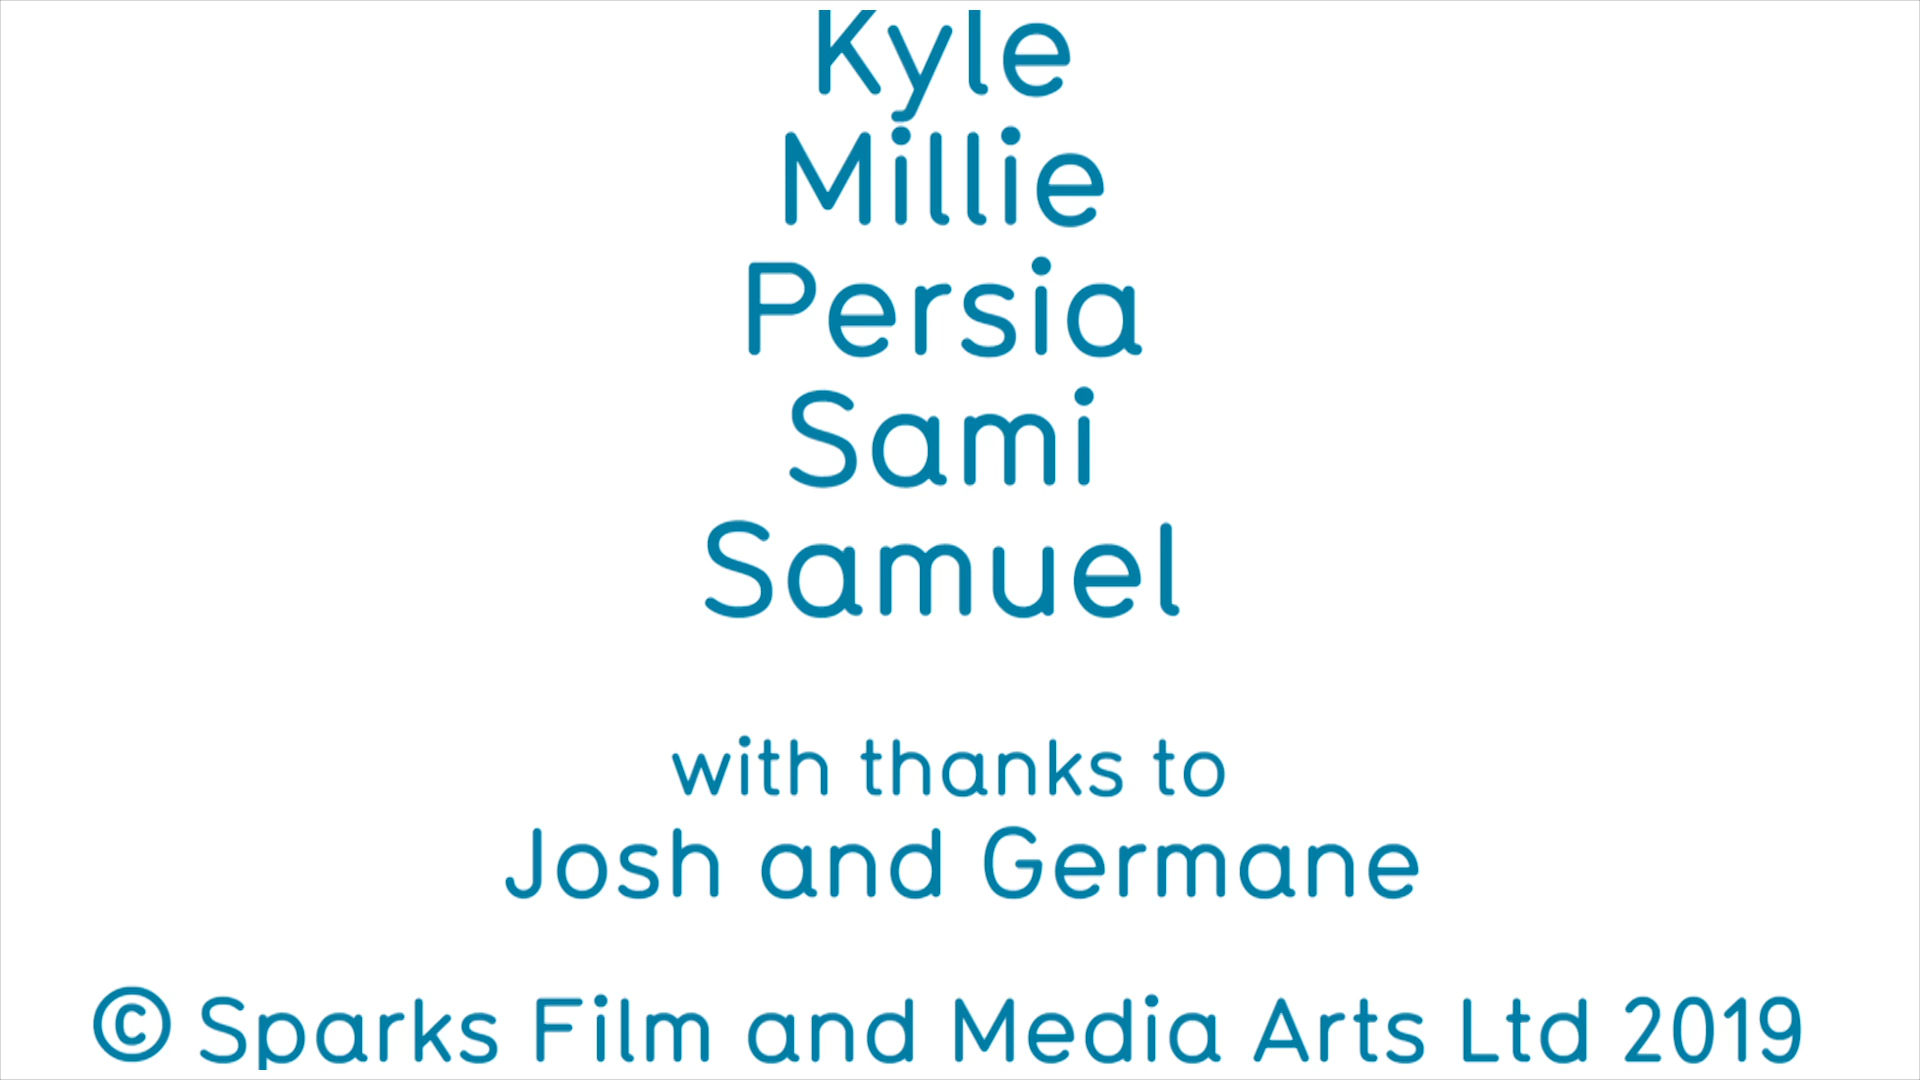 Kyle
Millie
Persia
Sami
Samuel
with thanks to
Josh and Germane
© Sparks Film and Media Arts Ltd 2019